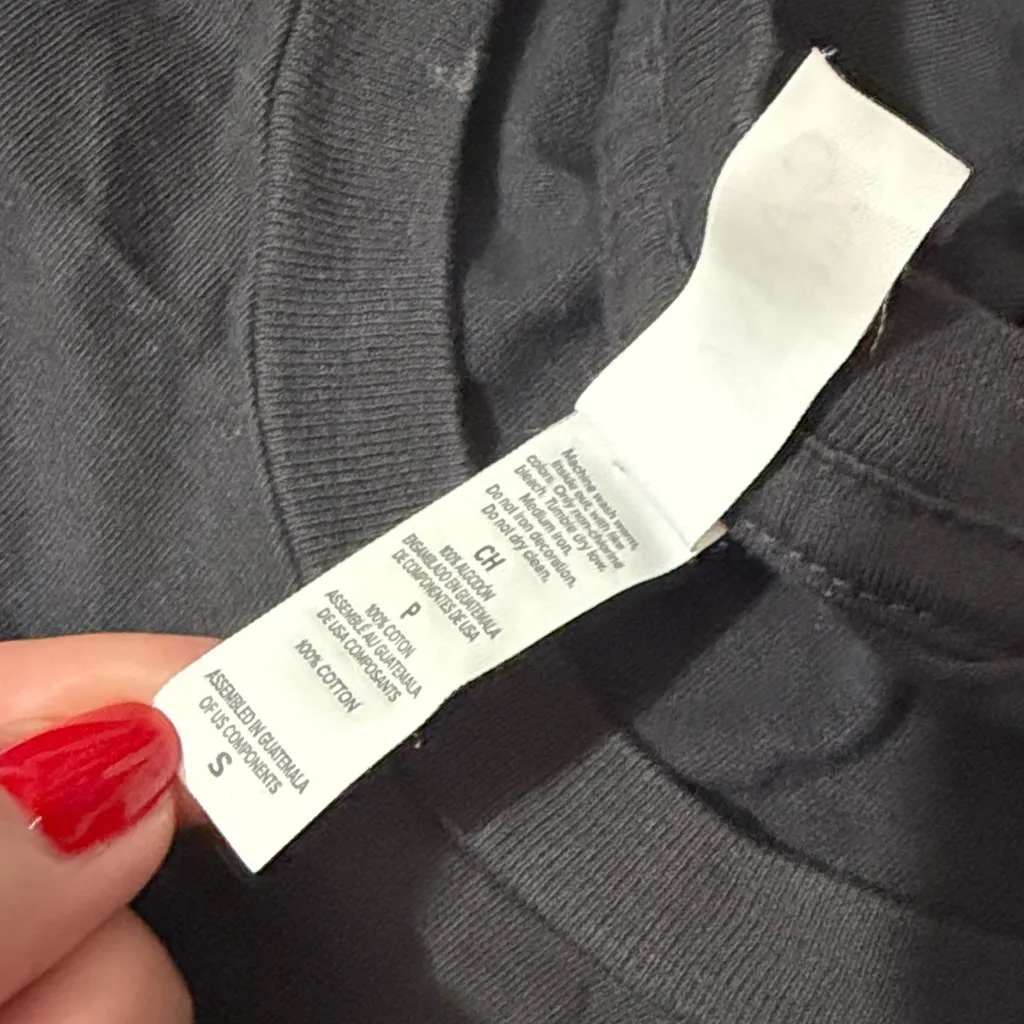 Machine wash warm,
inside out, with like
colors. Only non-chlorine
bleach. Tumble dry low.
Medium iron.
Do not iron decoration.
Do not dry clean.
CH
100% ALGODÓN
ENSAMBLADO EN GUATEMALA
DE COMPONENTES DE USA
P
100% COTON
ASSEMBLÉ AU GUATEMALA
DE USA COMPOSANTS
100% COTTON
ASSEMBLED IN GUATEMALA
OF US COMPONENTS
S